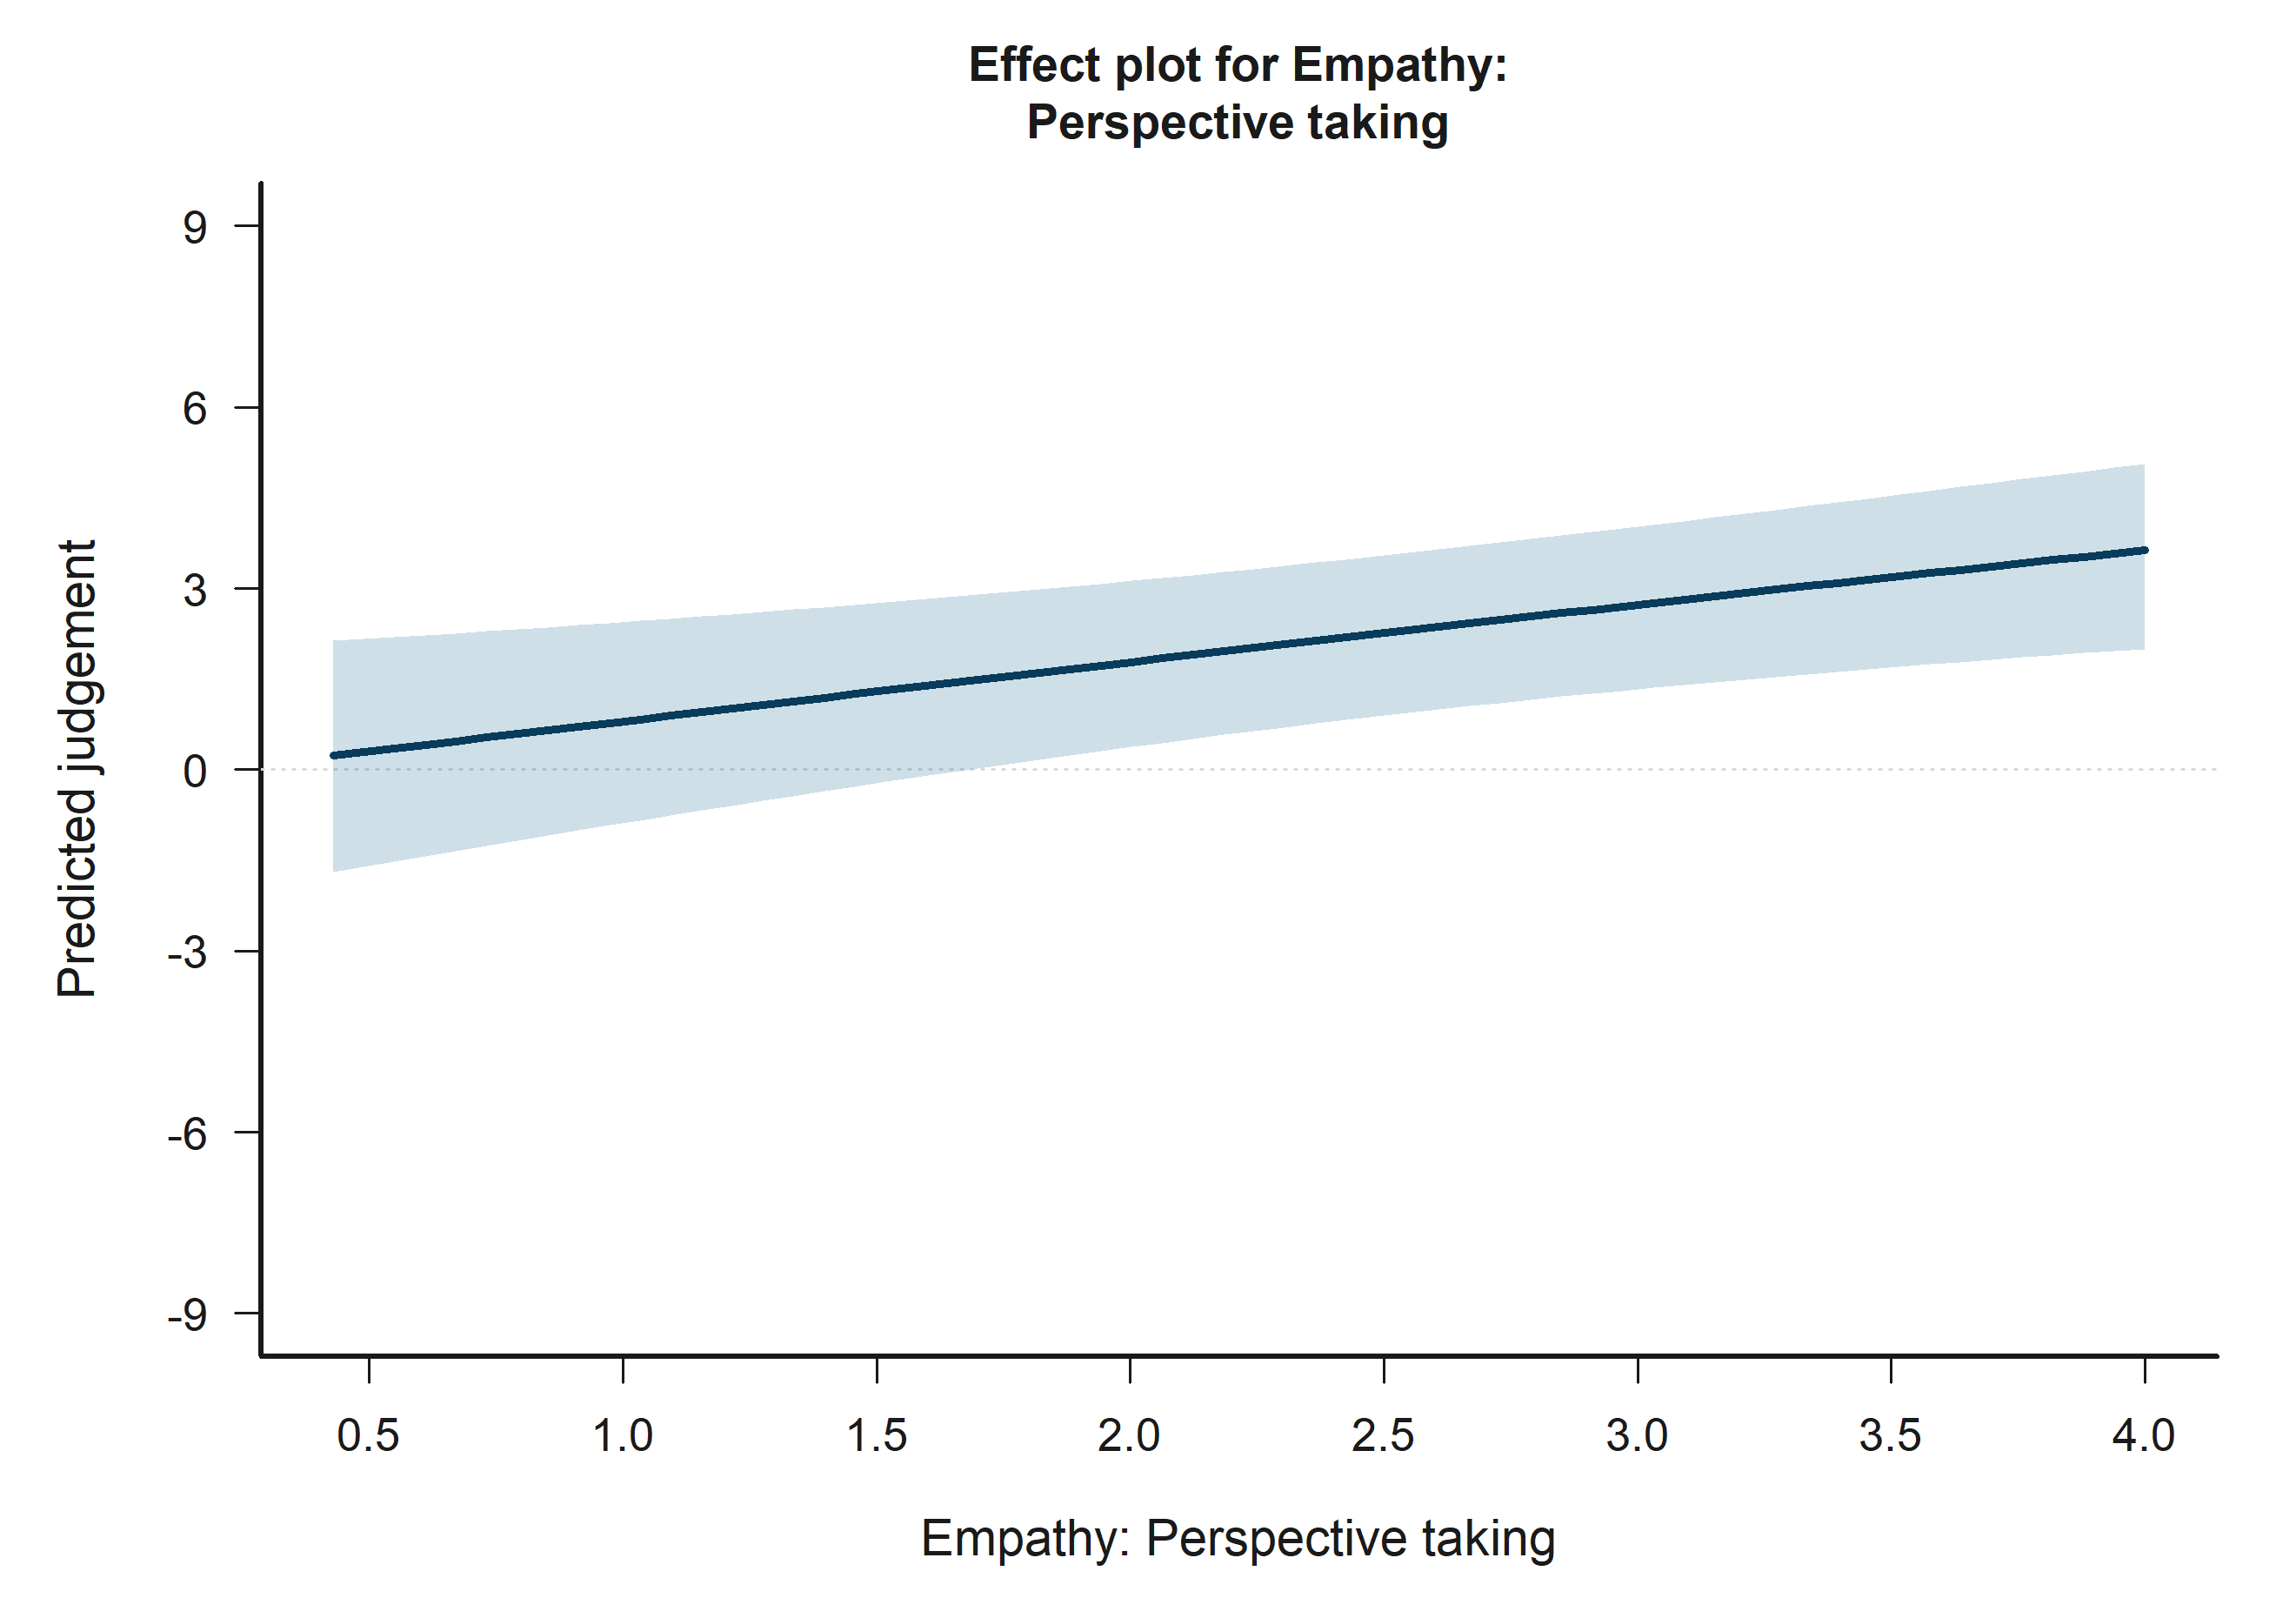 Effect plot for Empathy:
Perspective taking
9
6
3
0
-3
-6
-9
Predicted judgement
0.5 1.0 1.5 2.0 2.5 3.0 3.5 4.0
Empathy: Perspective taking